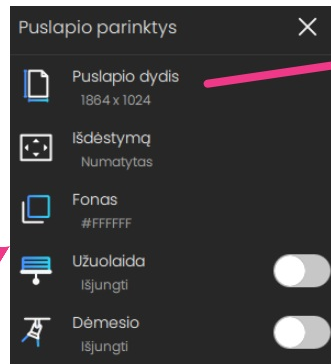 Puslapio parinktys
Puslapio dydis
1864 x 1024
Išdėstymą
Numatytas
Fonas
#FFFFFF
Užuolaida
Išjungti
Dėmesio
Išjungti